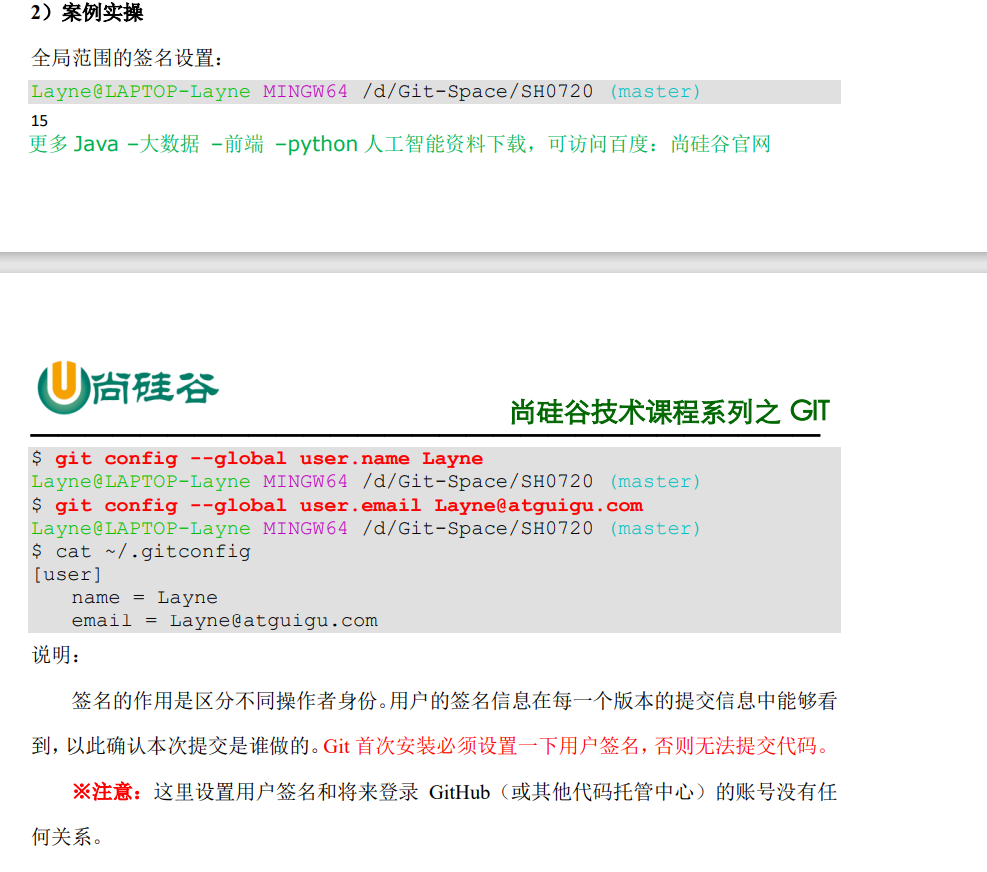 2）案例实操
全局范围的签名设置：
Layne@LAPTOP-Layne MINGW64 /d/Git-Space/SH0720 (master)
15
更多 Java –大数据 –前端 –python 人工智能资料下载，可访问百度：尚硅谷官网
尚硅谷
尚硅谷技术课程系列之 GIT
$ git config --global user.name Layne
Layne@LAPTOP-Layne MINGW64 /d/Git-Space/SH0720 (master)
$ git config --global user.email Layne@atguigu.com
Layne@LAPTOP-Layne MINGW64 /d/Git-Space/SH0720 (master)
$ cat ~/.gitconfig
[user]
name = Layne
email = Layne@atguigu.com
说明：
签名的作用是区分不同操作者身份。用户的签名信息在每一个版本的提交信息中能够看
到，以此确认本次提交是谁做的。Git 首次安装必须设置一下用户签名，否则无法提交代码。
※注意：这里设置用户签名和将来登录 GitHub（或其他代码托管中心）的账号没有任
何关系。